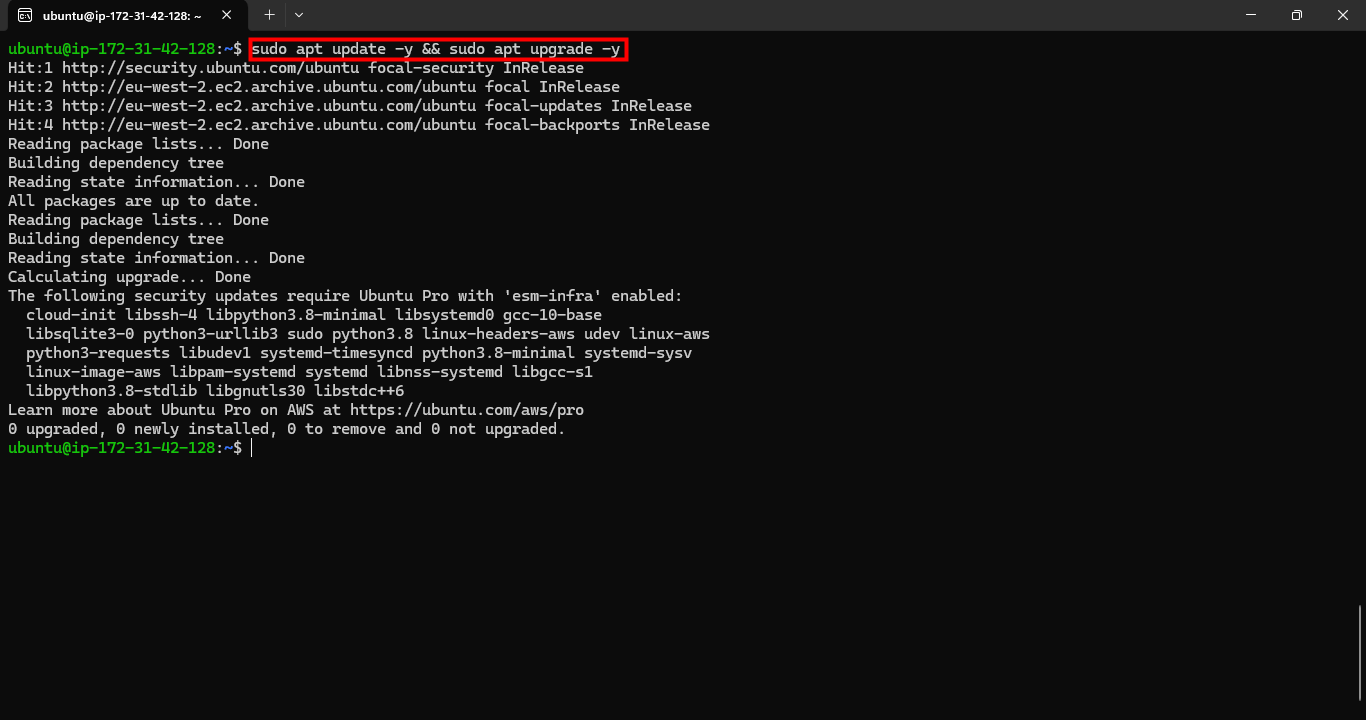 ubuntu@ip-172-31-42-128: ~
ubuntu@ip-172-31-42-128:~$ sudo apt update -y && sudo apt upgrade -y
Hit:1 http://security.ubuntu.com/ubuntu focal-security InRelease
Hit:2 http://eu-west-2.ec2.archive.ubuntu.com/ubuntu focal InRelease
Hit:3 http://eu-west-2.ec2.archive.ubuntu.com/ubuntu focal-updates InRelease
Hit:4 http://eu-west-2.ec2.archive.ubuntu.com/ubuntu focal-backports InRelease
Reading package lists... Done
Building dependency tree
Reading state information... Done
All packages are up to date.
Reading package lists... Done
Building dependency tree
Reading state information... Done
Calculating upgrade... Done
The following security updates require Ubuntu Pro with 'esm-infra' enabled:
  cloud-init libssh-4 libpython3.8-minimal libsystemd0 gcc-10-base
  libsqlite3-0 python3-urllib3 sudo python3.8 linux-headers-aws udev linux-aws
  python3-requests libudev1 systemd-timesyncd python3.8-minimal systemd-sysv
  linux-image-aws libpam-systemd systemd libnss-systemd libgcc-s1
  libpython3.8-stdlib libgnutls30 libstdc++6
Learn more about Ubuntu Pro on AWS at https://ubuntu.com/aws/pro
0 upgraded, 0 newly installed, 0 to remove and 0 not upgraded.
ubuntu@ip-172-31-42-128:~$